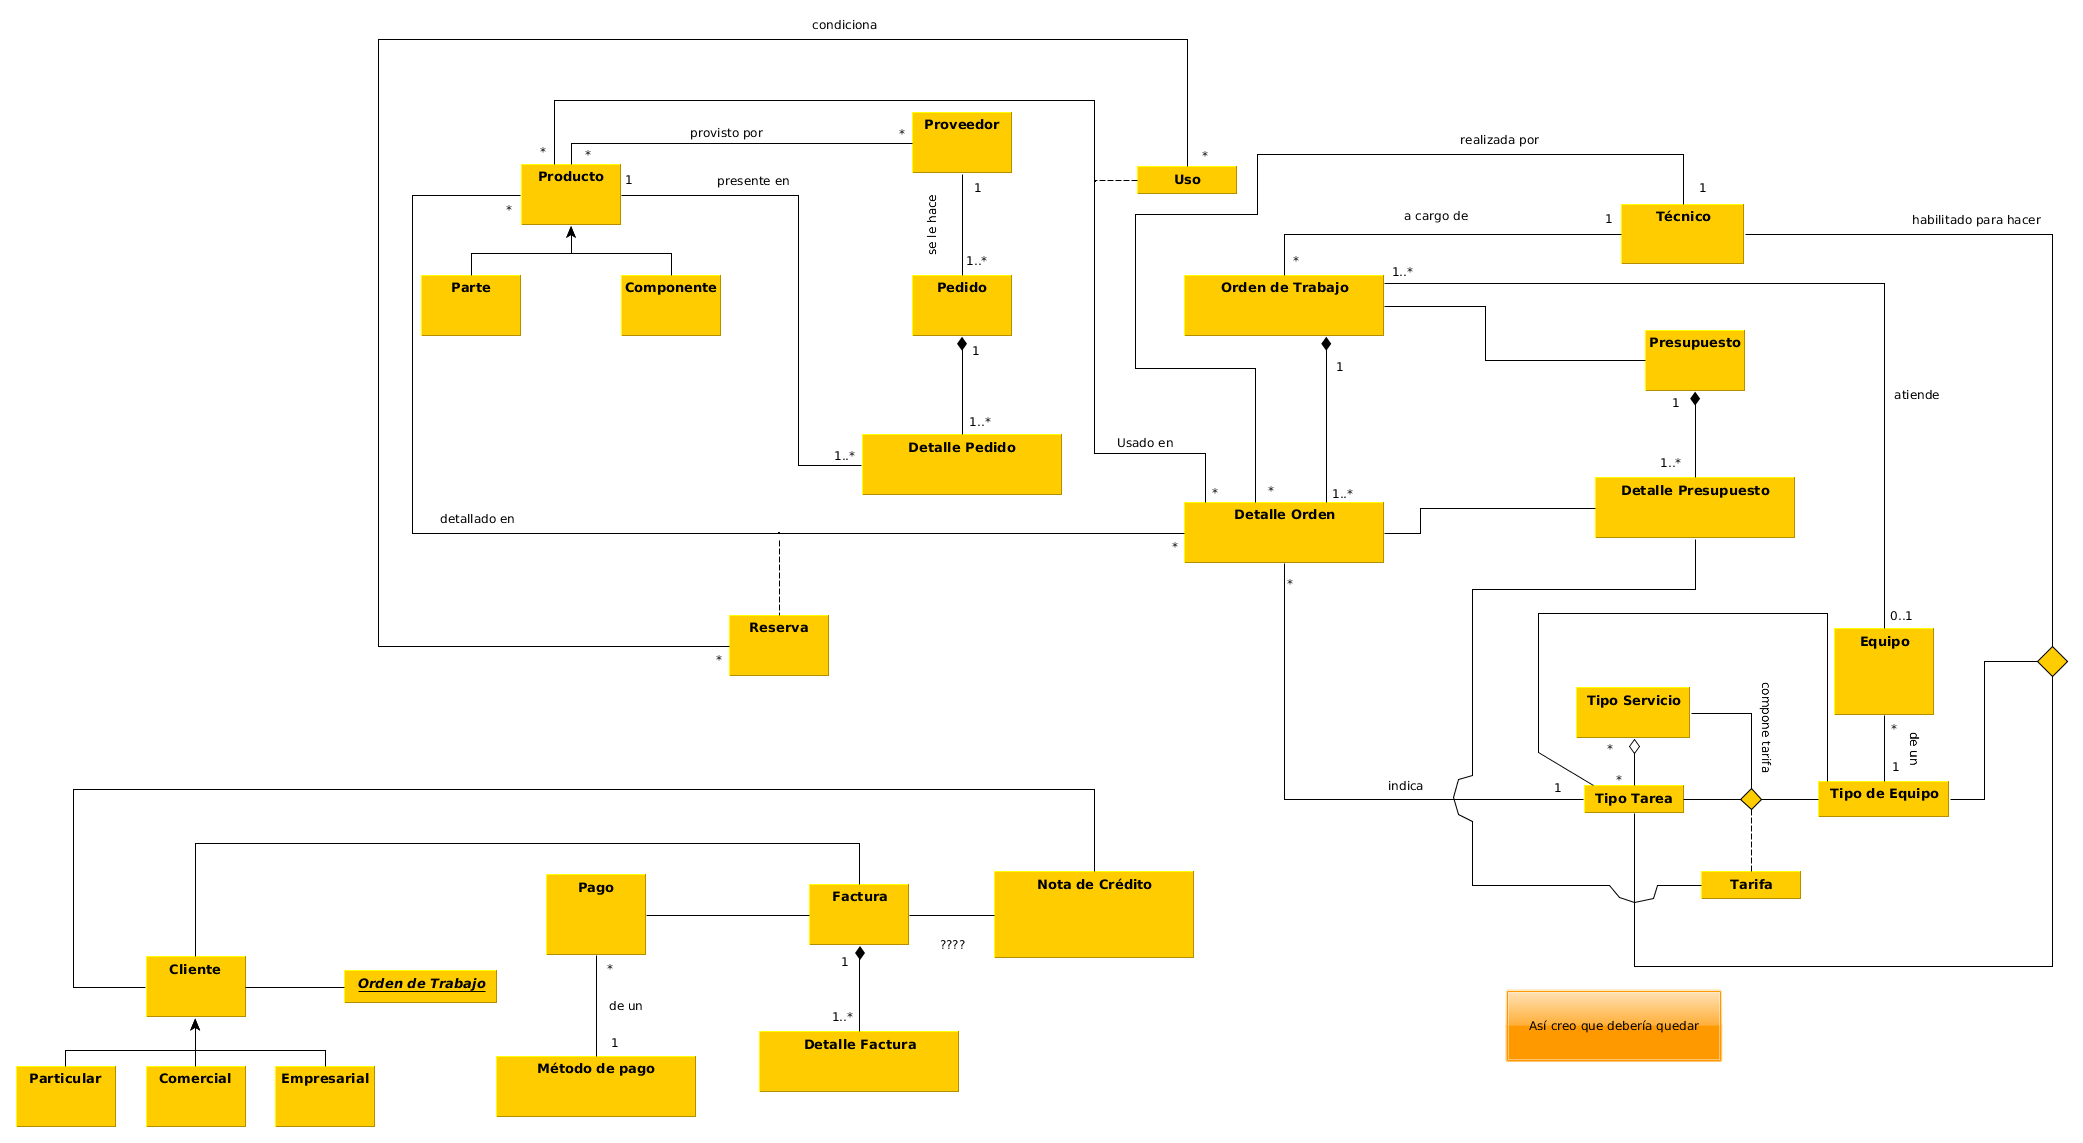 condiciona
Proveedor
*
provisto por
realizada por
*
*
*
Producto
1
presente en
1
Uso
1
*
se le hace
a cargo de
1
Técnico
habilitado para hacer
1..*
*
1..*
Parte
Componente
Pedido
Orden de Trabajo
1
1
Presupuesto
atiende
1
1..*
Usado en
Detalle Pedido
1..*
1..*
*
*
1..*
Detalle Presupuesto
detallado en
Detalle Orden
*
*
0..1
Reserva
Equipo
*
Tipo Servicio
compone tarifa
*
*
de un
1
*
indica
1
Tipo Tarea
Tipo de Equipo
Pago
Factura
Nota de Crédito
Tarifa
????
1
Cliente
*
Orden de Trabajo
de un
1..*
Así creo que debería quedar
1
Detalle Factura
Método de pago
Particular
Comercial
Empresarial